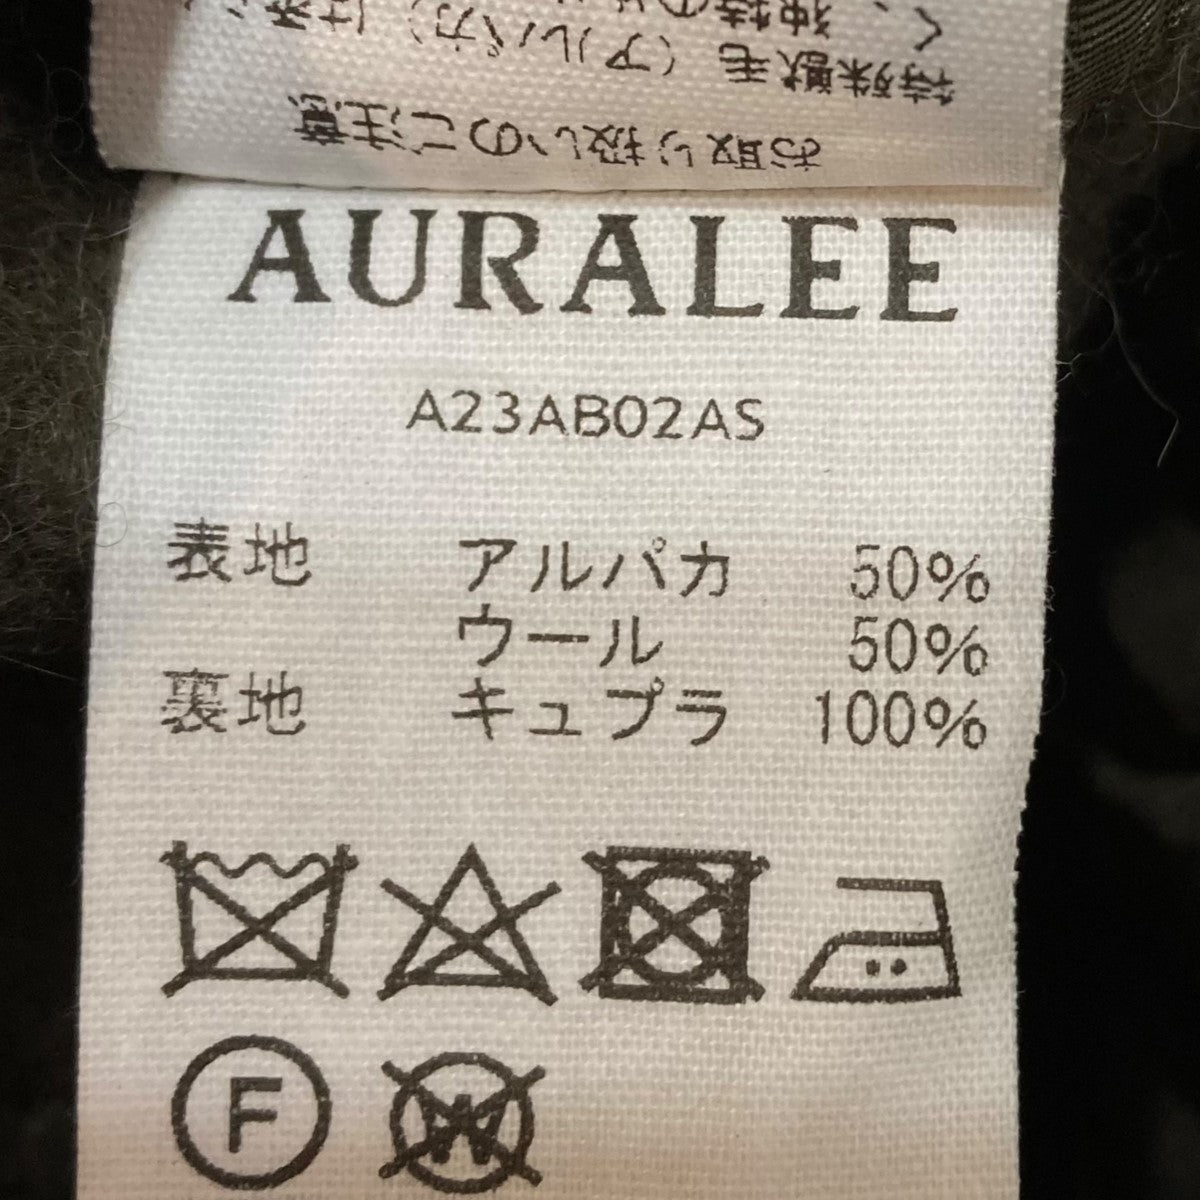 お取り扱いのご注意
特殊獣毛(アルパカ)は
AURALEE
A23AB02AS
表地 アルパカ 50%
ウール 50%
裏地 キュプラ 100%
F
W